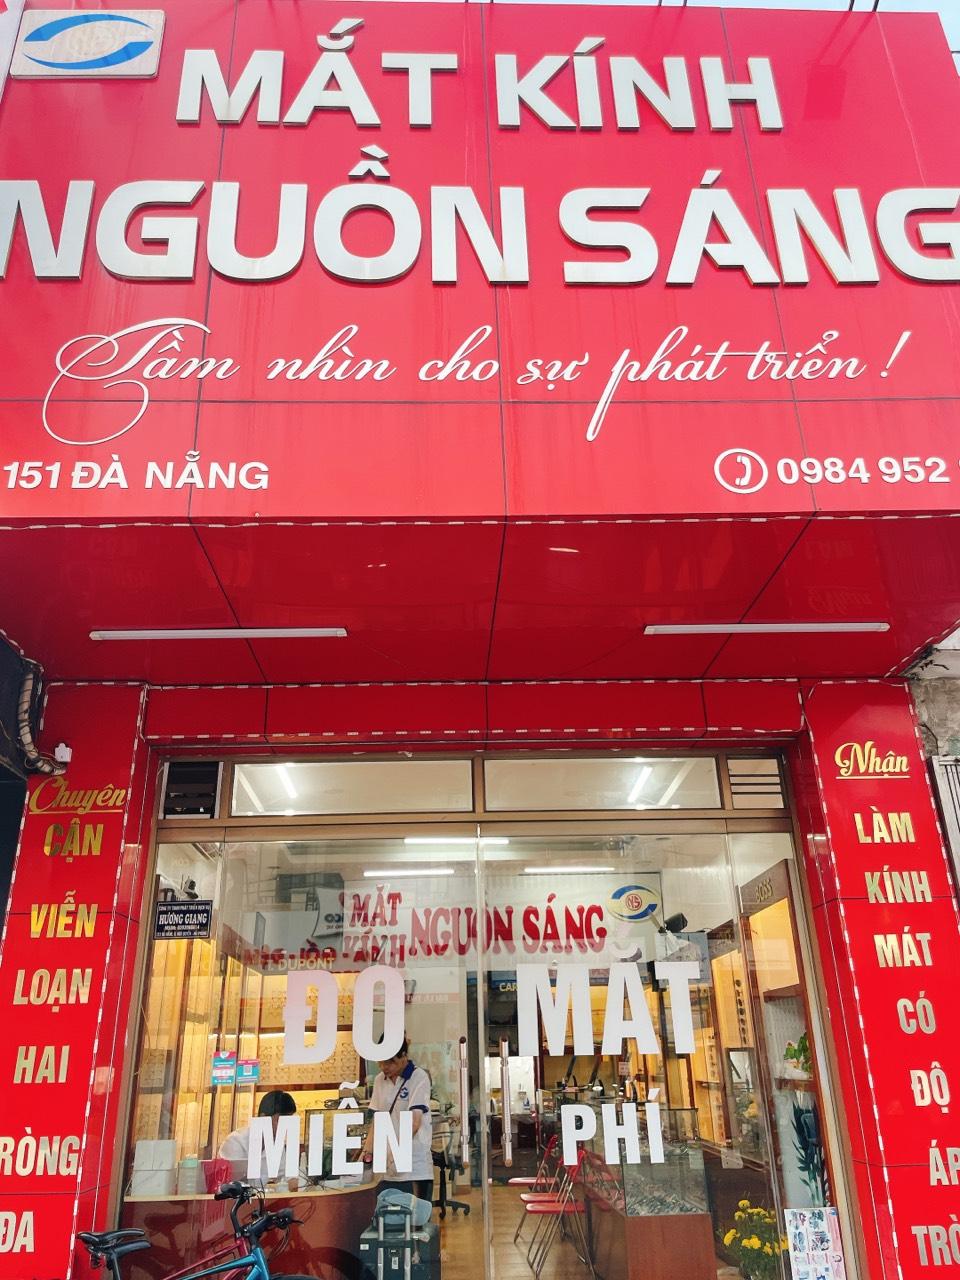 MẮT KÍNH
NGUỒN SÁNG
Tầm nhìn cho sự phát triển !
151 ĐÀ NẴNG
0984 952
Chuyên
CẬN
VIỄN
LOẠN
HAI
TRÒNG
ĐA
Nhận
LÀM
KÍNH
MÁT
CÓ
ĐỘ
ÁP
TRÒ
HƯƠNG GIANG
MẮT
KÍNH
NGUỒN SÁNG
DUPONT
ĐO MẮT
MIỄN PHÍ